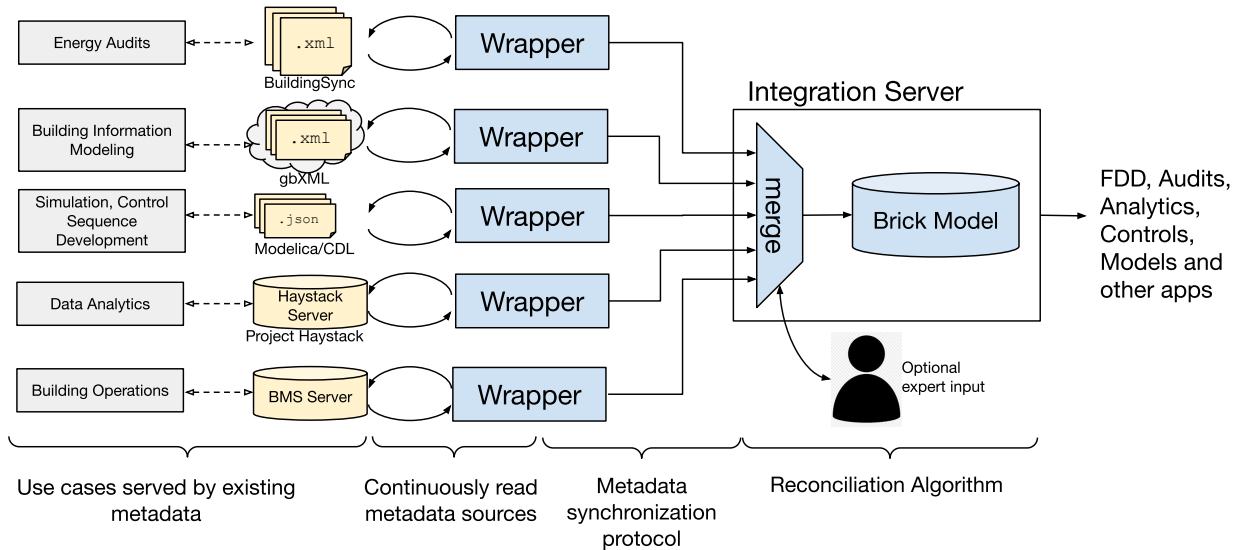 Energy Audits
.xml
BuildingSync
Wrapper
Building Information
Modeling
.xml
gbXML
Wrapper
Simulation, Control
Sequence
Development
.json
Modelica/CDL
Wrapper
Data Analytics
Haystack
Server
Project Haystack
Wrapper
Building Operations
BMS Server
Wrapper
Integration Server
merge
Brick Model
Optional
expert input
FDD, Audits,
Analytics,
Controls,
Models and
other apps
Use cases served by existing
metadata
Continuously read
metadata sources
Metadata
synchronization
protocol
Reconciliation Algorithm